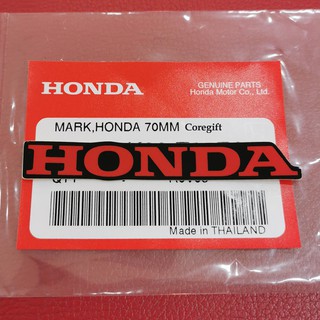 HONDA
GENUINE PARTS
Honda Motor Co., Ltd.
MARK,HONDA 70MM Coregift
HONDA
Made in THAILAND